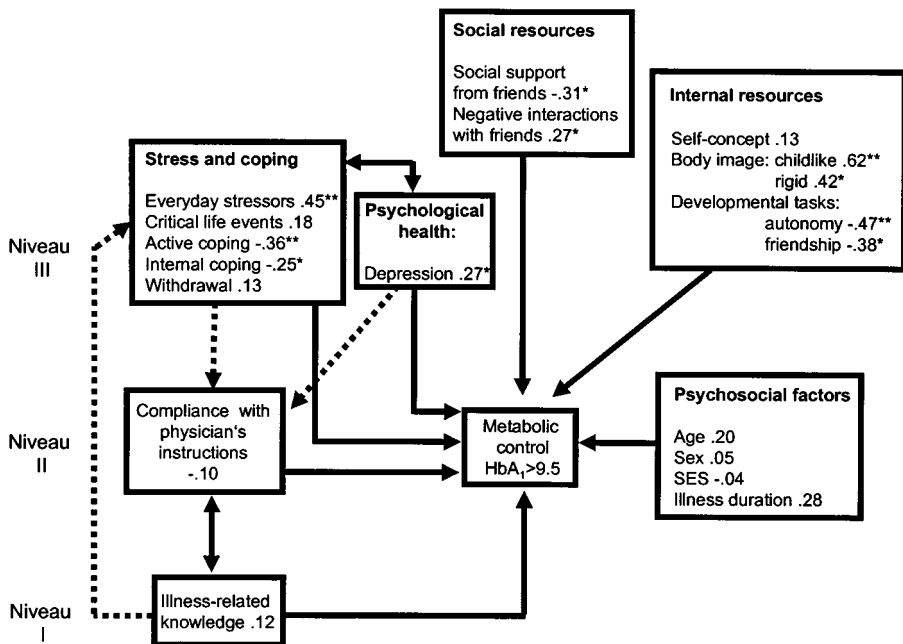 Social resources
Social support
from friends -.31*
Negative interactions
with friends .27*
Internal resources
Self-concept .13
Body image: childlike .62**
rigid .42*
Developmental tasks:
autonomy -.47**
friendship -.38*
Stress and coping
Everyday stressors .45**
Critical life events .18
Active coping -.36**
Internal coping -.25*
Withdrawal .13
Psychological
health:
Depression .27*
Niveau
III
Compliance with
physician's
instructions
-.10
Metabolic
control
HbA₁>9.5
Psychosocial factors
Age .20
Sex .05
SES -.04
Illness duration .28
Niveau
II
Illness-related
knowledge .12
Niveau
I